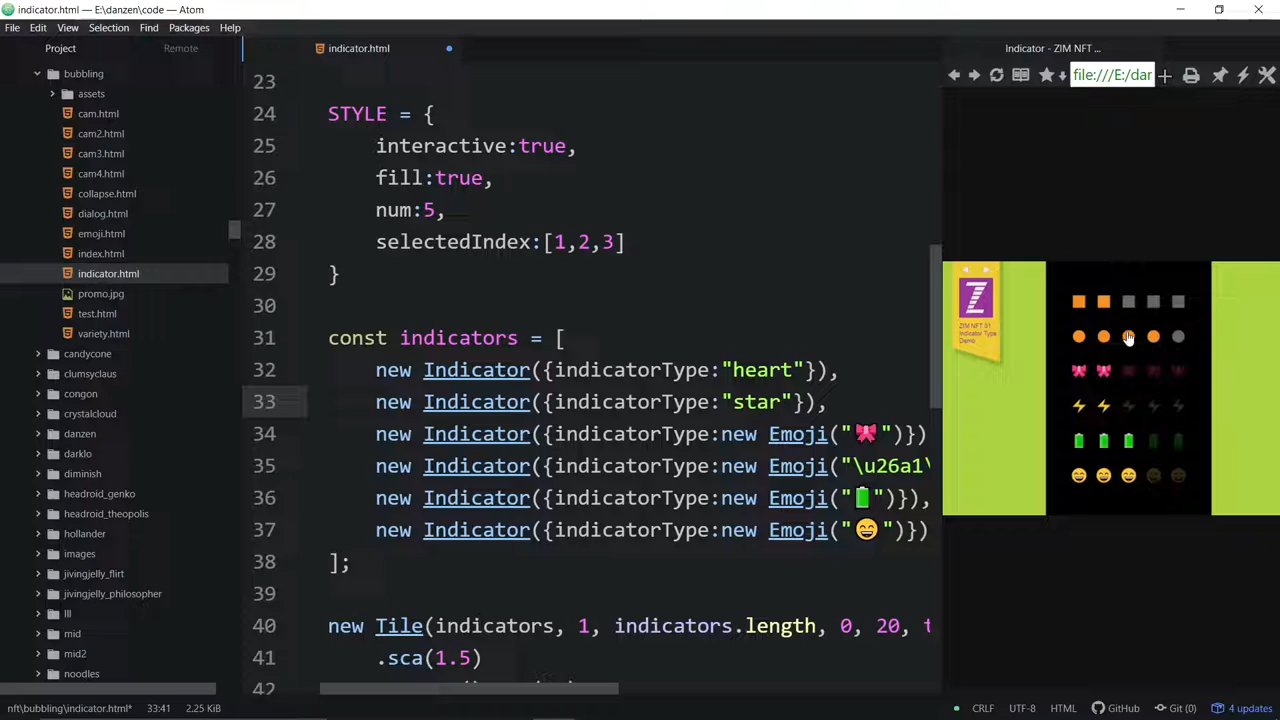 indicator.html — E:\danzen\code — Atom
File Edit View Selection Find Packages Help
Project Remote
indicator.html
Indicator - ZIM NFT ...
file:///E:/dar
bubbling
assets
cam.html
cam2.html
cam3.html
cam4.html
collapse.html
dialog.html
emoji.html
index.html
indicator.html
promo.jpg
test.html
variety.html
candycone
clumsyclaus
congon
crystalcloud
danzen
darklo
diminish
headroid_genko
headroid_theopolis
hollander
images
jivingjelly_flirt
jivingjelly_philosopher
lll
mid
mid2
noodles
23
24 STYLE = {
25 interactive:true,
26 fill:true,
27 num:5,
28 selectedIndex:[1,2,3]
29 }
30
31 const indicators = [
32 new Indicator({indicatorType:"heart"}),
33 new Indicator({indicatorType:"star"}),
34 new Indicator({indicatorType:new Emoji("🎀")})
35 new Indicator({indicatorType:new Emoji("\u26a1\
36 new Indicator({indicatorType:new Emoji("🔋")}),
37 new Indicator({indicatorType:new Emoji("😄")})
38 ];
39
40 new Tile(indicators, 1, indicators.length, 0, 20, t
41 .sca(1.5)
42
Z
ZIM NFT 01
Indicator Type
Demo
nft\bubbling\indicator.html* 33:41 2.25 KiB
CRLF UTF-8 HTML GitHub Git (0) 4 updates